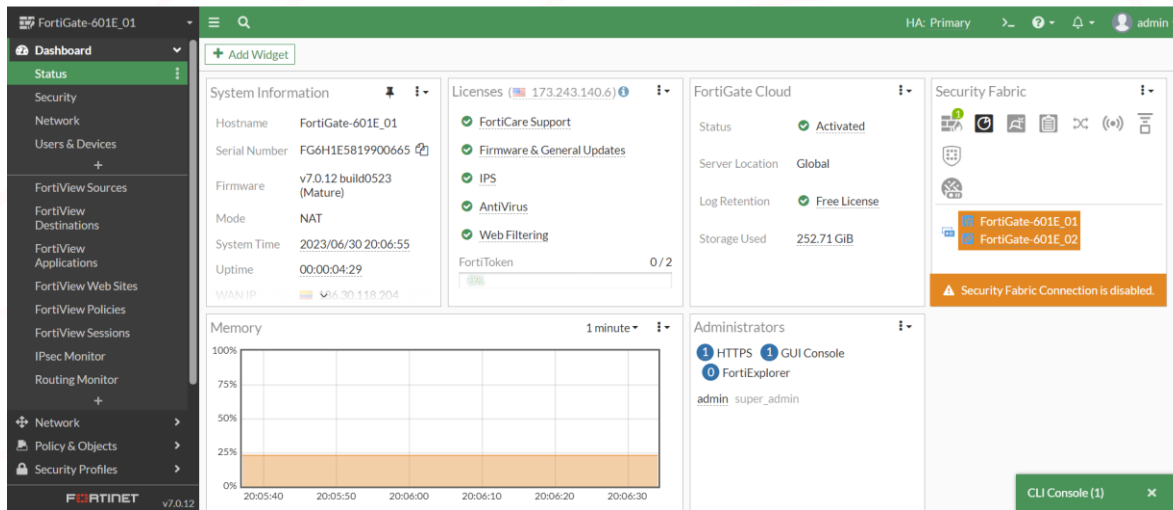 FortiGate-601E_01
HA: Primary
admin
Dashboard
Status
Security
Network
Users & Devices
+
FortiView Sources
FortiView
Destinations
FortiView
Applications
FortiView Web Sites
FortiView Policies
FortiView Sessions
IPsec Monitor
Routing Monitor
+
Network
Policy & Objects
Security Profiles
FORTINET
v7.0.12
+ Add Widget
System Information
Hostname FortiGate-601E_01
Serial Number FG6H1E5819900665
Firmware v7.0.12 build0523
(Mature)
Mode NAT
System Time 2023/06/30 20:06:55
Uptime 00:00:04:29
WAN IP
Licenses (173.243.140.6)
FortiCare Support
Firmware & General Updates
IPS
AntiVirus
Web Filtering
FortiToken 0/2
0%
FortiGate Cloud
Status Activated
Server Location Global
Log Retention Free License
Storage Used 252.71 GiB
Security Fabric
1
FortiGate-601E_01
FortiGate-601E_02
Security Fabric Connection is disabled.
Memory 1 minute
100%
75%
50%
25%
0%
20:05:40 20:05:50 20:06:00 20:06:10 20:06:20 20:06:30
Administrators
1 HTTPS 1 GUI Console
0 FortiExplorer
admin super_admin
CLI Console (1)